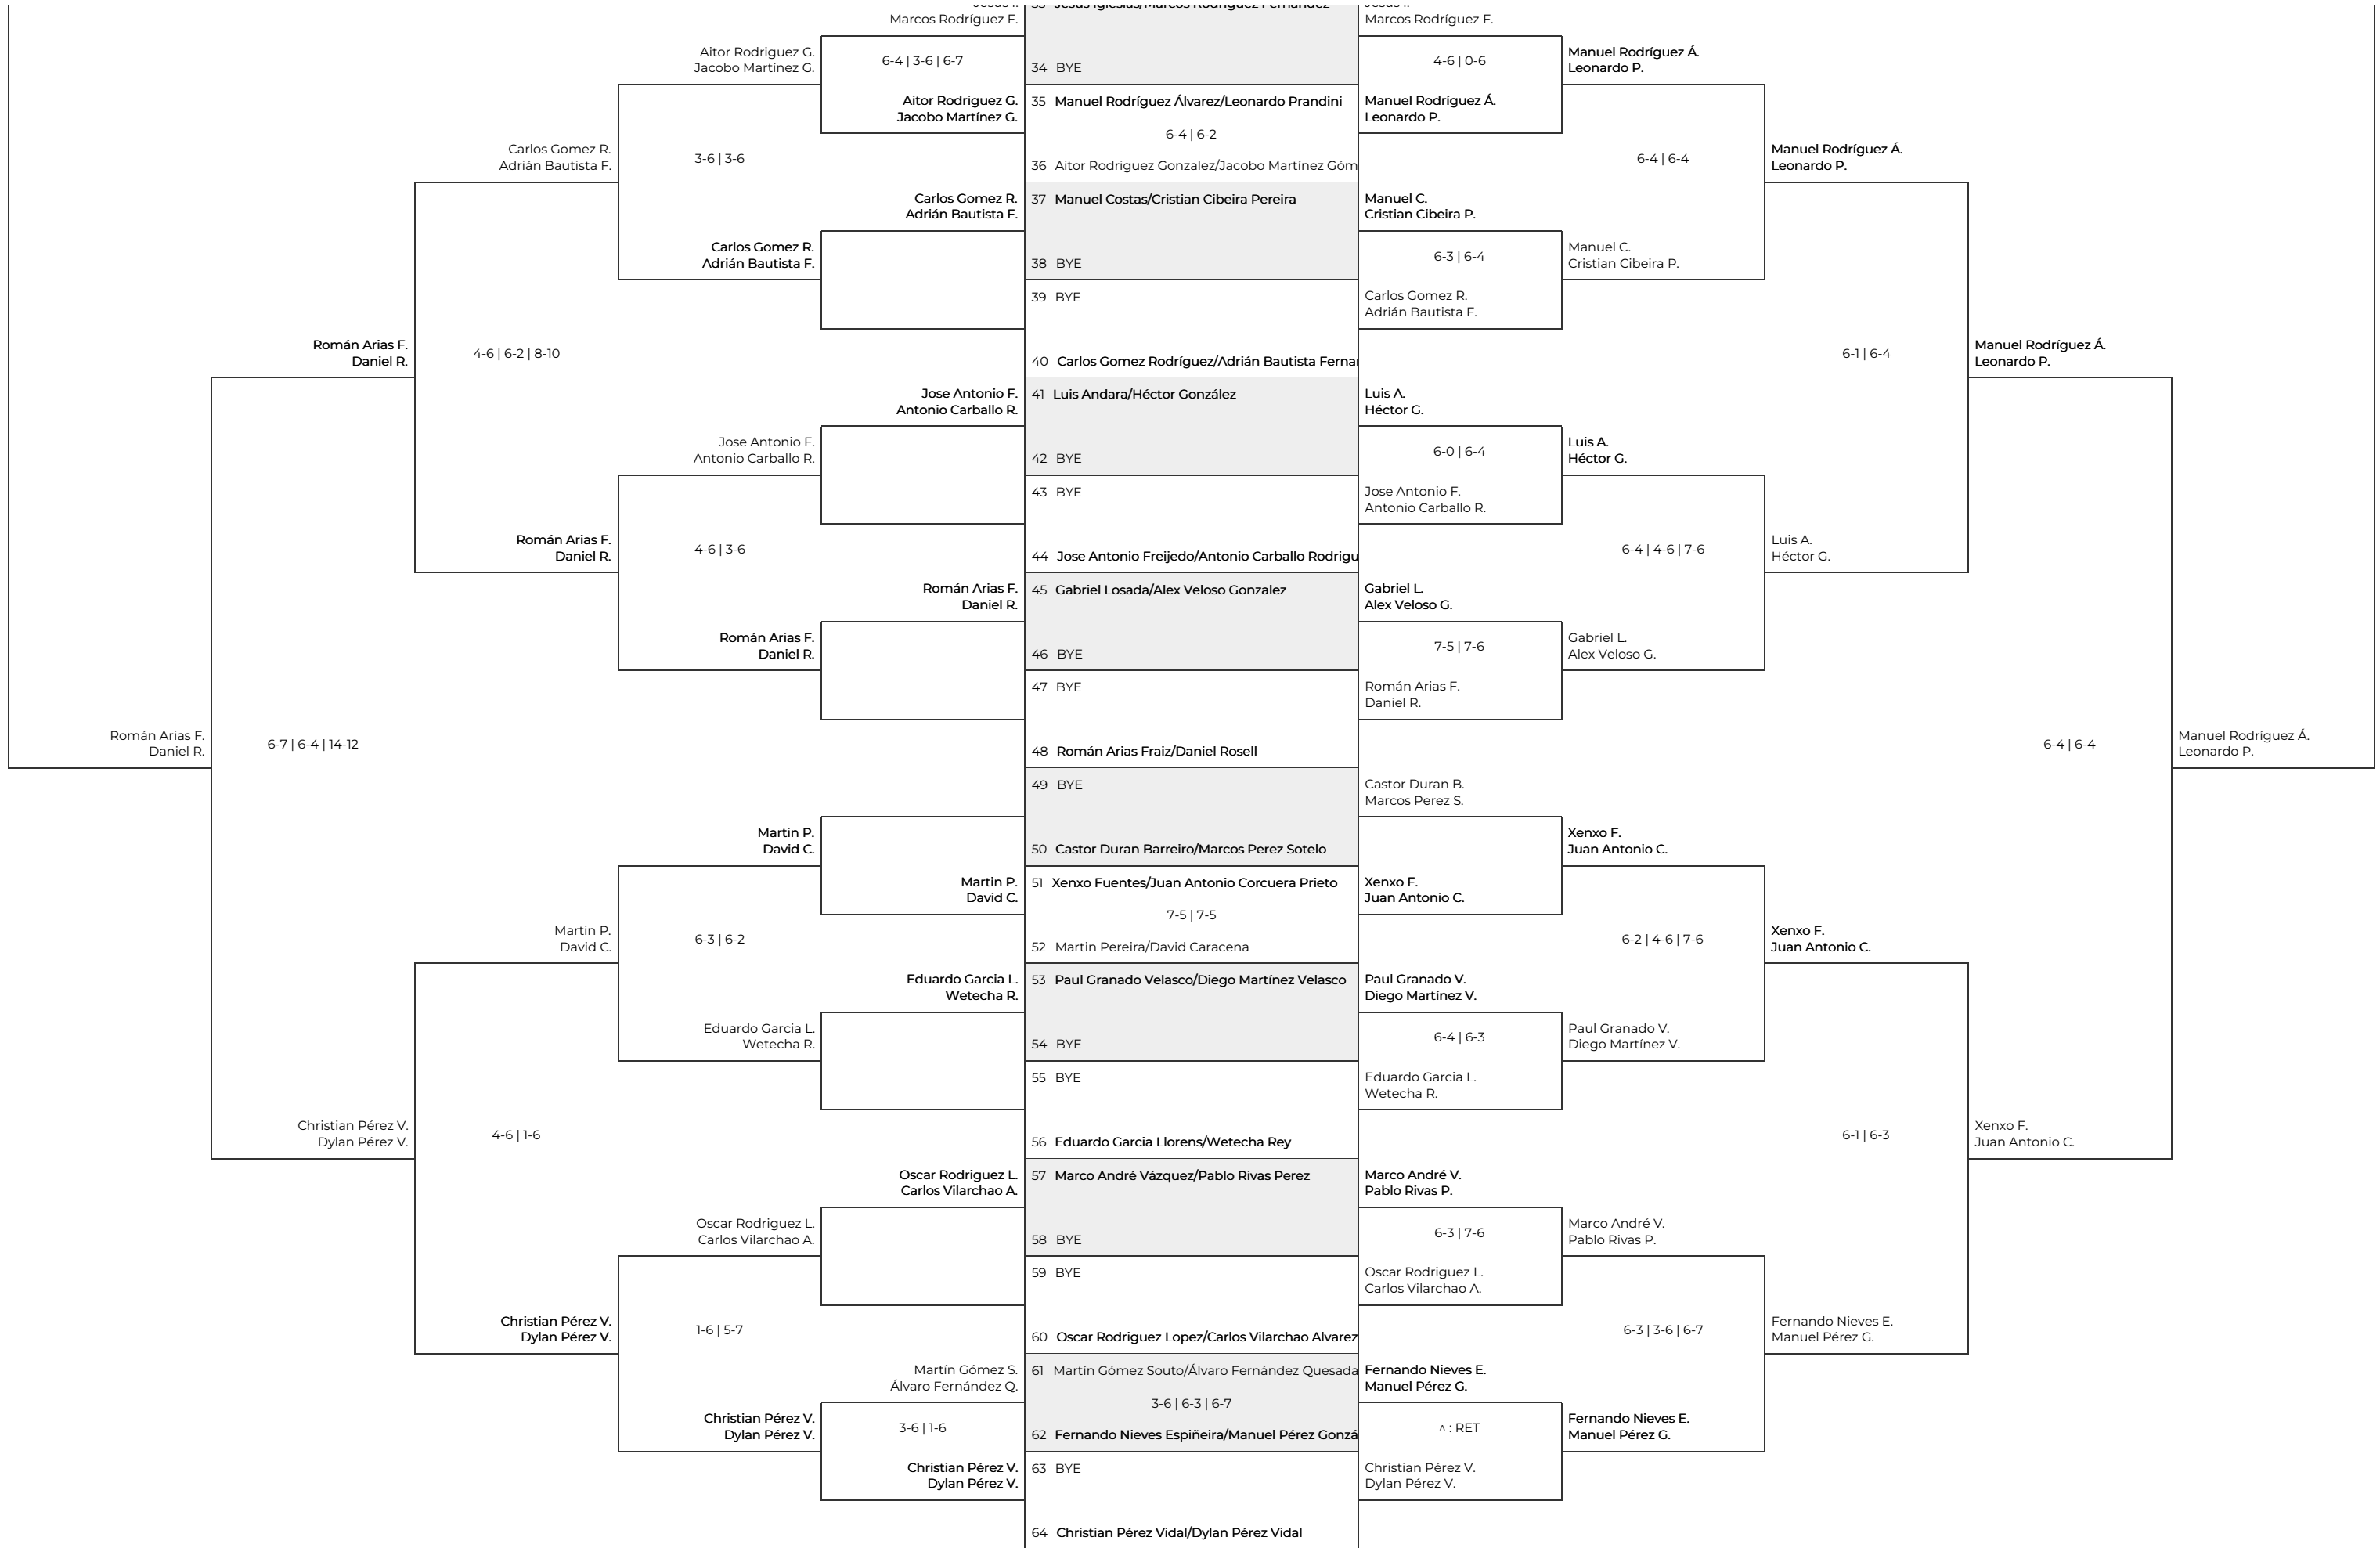 Marcos Rodríguez F.
Marcos Rodríguez F.
Aitor Rodriguez G.
Jacobo Martínez G.
6-4 | 3-6 | 6-7
34 BYE
4-6 | 0-6
Manuel Rodríguez Á.
Leonardo P.
Aitor Rodriguez G.
Jacobo Martínez G.
35 Manuel Rodríguez Álvarez/Leonardo Prandini
6-4 | 6-2
Manuel Rodríguez Á.
Leonardo P.
Carlos Gomez R.
Adrián Bautista F.
3-6 | 3-6
36 Aitor Rodriguez Gonzalez/Jacobo Martínez Góm
6-4 | 6-4
Manuel Rodríguez Á.
Leonardo P.
Carlos Gomez R.
Adrián Bautista F.
37 Manuel Costas/Cristian Cibeira Pereira
Manuel C.
Cristian Cibeira P.
Carlos Gomez R.
Adrián Bautista F.
38 BYE
6-3 | 6-4
Manuel C.
Cristian Cibeira P.
39 BYE
Carlos Gomez R.
Adrián Bautista F.
Román Arias F.
Daniel R.
4-6 | 6-2 | 8-10
40 Carlos Gomez Rodríguez/Adrián Bautista Fernar
6-1 | 6-4
Manuel Rodríguez Á.
Leonardo P.
Jose Antonio F.
Antonio Carballo R.
41 Luis Andara/Héctor González
Luis A.
Héctor G.
Jose Antonio F.
Antonio Carballo R.
42 BYE
6-0 | 6-4
Luis A.
Héctor G.
43 BYE
Jose Antonio F.
Antonio Carballo R.
Román Arias F.
Daniel R.
4-6 | 3-6
44 Jose Antonio Freijedo/Antonio Carballo Rodrigu
6-4 | 4-6 | 7-6
Luis A.
Héctor G.
Román Arias F.
Daniel R.
45 Gabriel Losada/Alex Veloso Gonzalez
Gabriel L.
Alex Veloso G.
Román Arias F.
Daniel R.
46 BYE
7-5 | 7-6
Gabriel L.
Alex Veloso G.
47 BYE
Román Arias F.
Daniel R.
Román Arias F.
Daniel R.
6-7 | 6-4 | 14-12
48 Román Arias Fraiz/Daniel Rosell
6-4 | 6-4
Manuel Rodríguez Á.
Leonardo P.
49 BYE
Castor Duran B.
Marcos Perez S.
Martin P.
David C.
50 Castor Duran Barreiro/Marcos Perez Sotelo
Xenxo F.
Juan Antonio C.
Martin P.
David C.
51 Xenxo Fuentes/Juan Antonio Corcuera Prieto
7-5 | 7-5
Xenxo F.
Juan Antonio C.
Martin P.
David C.
6-3 | 6-2
52 Martin Pereira/David Caracena
6-2 | 4-6 | 7-6
Xenxo F.
Juan Antonio C.
Eduardo Garcia L.
Wetecha R.
53 Paul Granado Velasco/Diego Martínez Velasco
Paul Granado V.
Diego Martínez V.
Eduardo Garcia L.
Wetecha R.
54 BYE
6-4 | 6-3
Paul Granado V.
Diego Martínez V.
55 BYE
Eduardo Garcia L.
Wetecha R.
Christian Pérez V.
Dylan Pérez V.
4-6 | 1-6
56 Eduardo Garcia Llorens/Wetecha Rey
6-1 | 6-3
Xenxo F.
Juan Antonio C.
Oscar Rodriguez L.
Carlos Vilarchao A.
57 Marco André Vázquez/Pablo Rivas Perez
Marco André V.
Pablo Rivas P.
Oscar Rodriguez L.
Carlos Vilarchao A.
58 BYE
6-3 | 7-6
Marco André V.
Pablo Rivas P.
59 BYE
Oscar Rodriguez L.
Carlos Vilarchao A.
Christian Pérez V.
Dylan Pérez V.
1-6 | 5-7
60 Oscar Rodriguez Lopez/Carlos Vilarchao Alvarez
6-3 | 3-6 | 6-7
Fernando Nieves E.
Manuel Pérez G.
Martín Gómez S.
Álvaro Fernández Q.
61 Martín Gómez Souto/Álvaro Fernández Quesada
3-6 | 6-3 | 6-7
Fernando Nieves E.
Manuel Pérez G.
Christian Pérez V.
Dylan Pérez V.
3-6 | 1-6
62 Fernando Nieves Espiñeira/Manuel Pérez Gonzá
^ : RET
Fernando Nieves E.
Manuel Pérez G.
Christian Pérez V.
Dylan Pérez V.
63 BYE
Christian Pérez V.
Dylan Pérez V.
64 Christian Pérez Vidal/Dylan Pérez Vidal